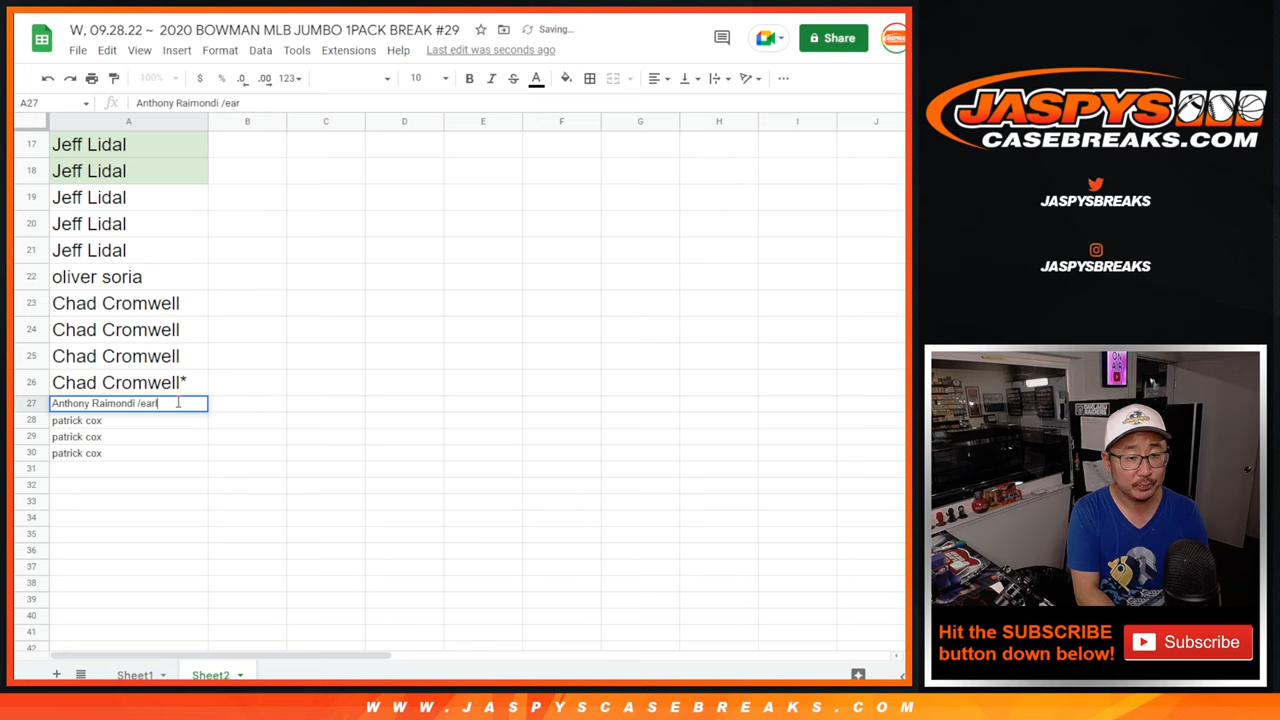 W, 09.28.22 ~ 2020 BOWMAN MLB JUMBO 1PACK BREAK #29
Saving...
Share
File Edit View Insert Format Data Tools Extensions Help Last edit was seconds ago
100% $ % .0 .00 123 10 B I S A
A27 fx Anthony Raimondi /ear
A B C D E F G H I J
17 Jeff Lidal
18 Jeff Lidal
19 Jeff Lidal
20 Jeff Lidal
21 Jeff Lidal
22 oliver soria
23 Chad Cromwell
24 Chad Cromwell
25 Chad Cromwell
26 Chad Cromwell*
27 Anthony Raimondi /earl
28 patrick cox
29 patrick cox
30 patrick cox
31
32
33
34
35
36
37
38
39
40
41
42
Sheet1 Sheet2
JASPYS
CASEBREAKS.COM
JASPYSBREAKS
JASPYSBREAKS
ON
AIR
Hit the SUBSCRIBE
button down below!
Subscribe
WWW.JASPYSCASEBREAKS.COM